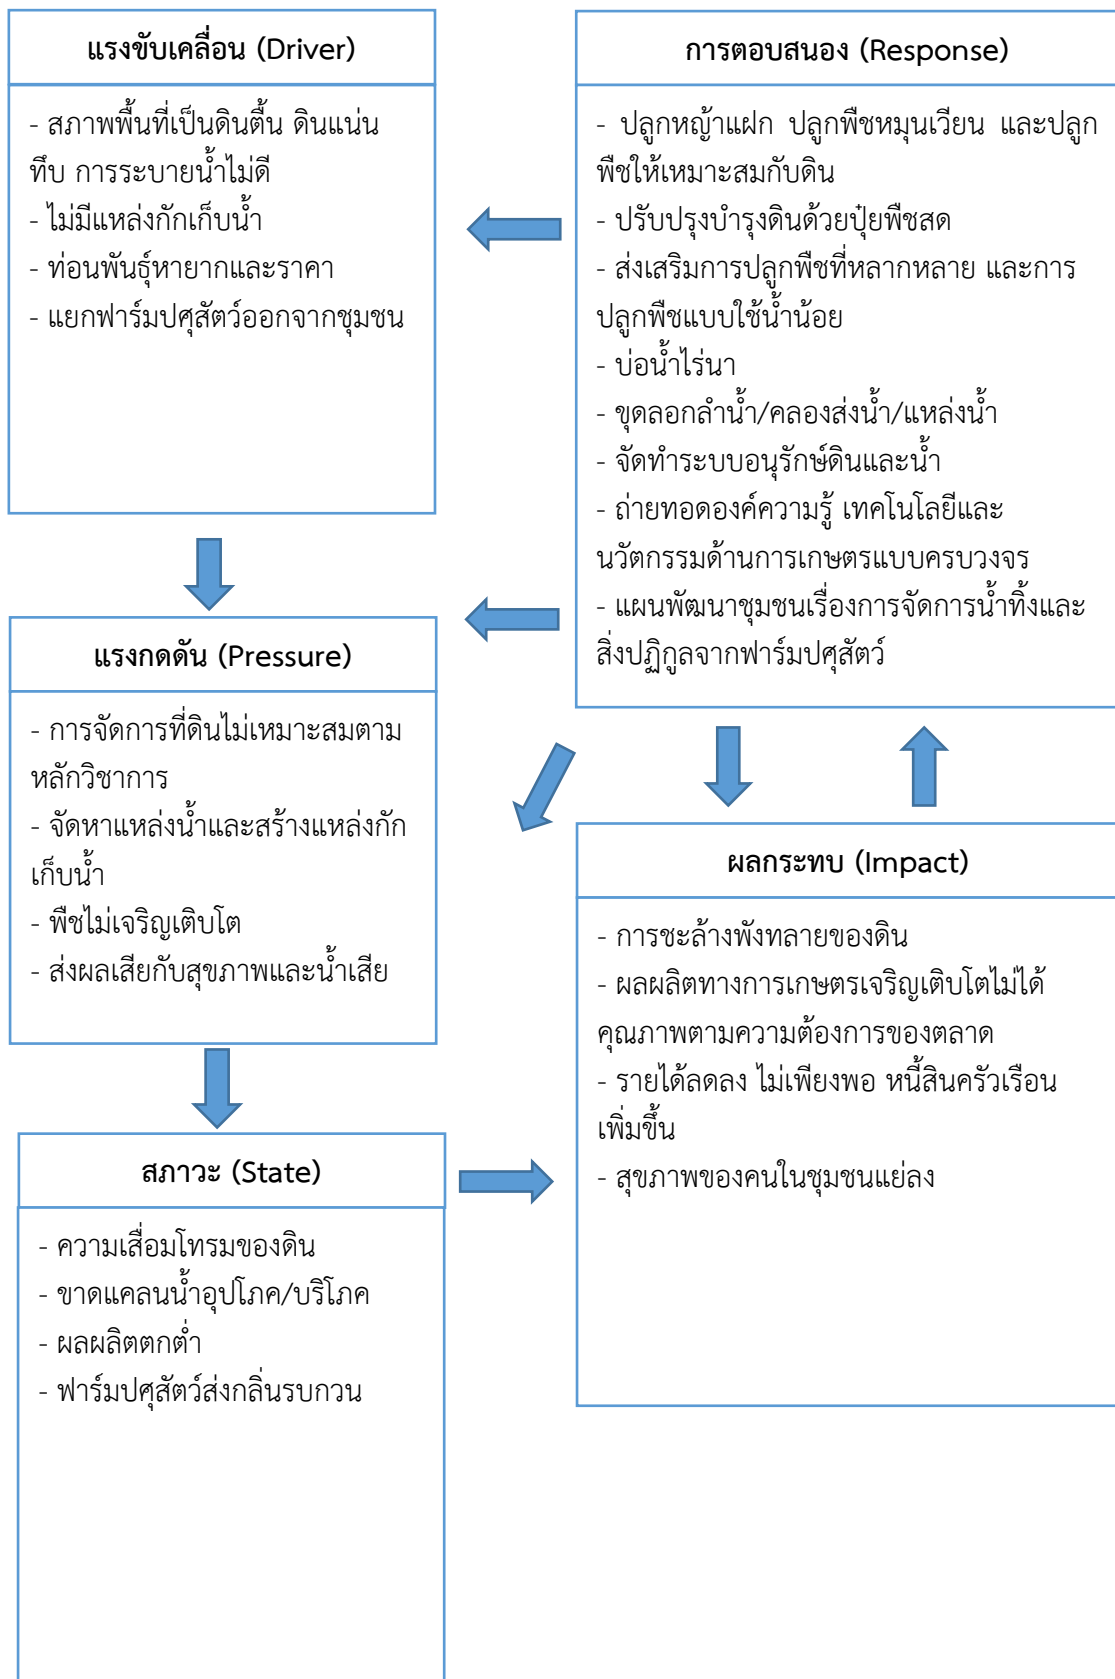 แรงขับเคลื่อน (Driver)
- สภาพพื้นที่เป็นดินตื้น ดินแน่น
ทึบ การระบายน้ำไม่ดี
- ไม่มีแหล่งกักเก็บน้ำ
- ท่อนพันธุ์หายากและราคา
- แยกฟาร์มปศุสัตว์ออกจากชุมชน
การตอบสนอง (Response)
- ปลูกหญ้าแฝก ปลูกพืชหมุนเวียน และปลูก
พืชให้เหมาะสมกับดิน
- ปรับปรุงบำรุงดินด้วยปุ๋ยพืชสด
- ส่งเสริมการปลูกพืชที่หลากหลาย และการ
ปลูกพืชแบบใช้น้ำน้อย
- บ่อน้ำไร่นา
- ขุดลอกลำน้ำ/คลองส่งน้ำ/แหล่งน้ำ
- จัดทำระบบอนุรักษ์ดินและน้ำ
- ถ่ายทอดองค์ความรู้ เทคโนโลยีและ
นวัตกรรมด้านการเกษตรแบบครบวงจร
- แผนพัฒนาชุมชนเรื่องการจัดการน้ำทิ้งและ
สิ่งปฏิกูลจากฟาร์มปศุสัตว์
แรงกดดัน (Pressure)
- การจัดการที่ดินไม่เหมาะสมตาม
หลักวิชาการ
- จัดหาแหล่งน้ำและสร้างแหล่งกัก
เก็บน้ำ
- พืชไม่เจริญเติบโต
- ส่งผลเสียกับสุขภาพและน้ำเสีย
ผลกระทบ (Impact)
- การชะล้างพังทลายของดิน
- ผลผลิตทางการเกษตรเจริญเติบโตไม่ได้
คุณภาพตามความต้องการของตลาด
- รายได้ลดลง ไม่เพียงพอ หนี้สินครัวเรือน
เพิ่มขึ้น
- สุขภาพของคนในชุมชนแย่ลง
สภาวะ (State)
- ความเสื่อมโทรมของดิน
- ขาดแคลนน้ำอุปโภค/บริโภค
- ผลผลิตตกต่ำ
- ฟาร์มปศุสัตว์ส่งกลิ่นรบกวน